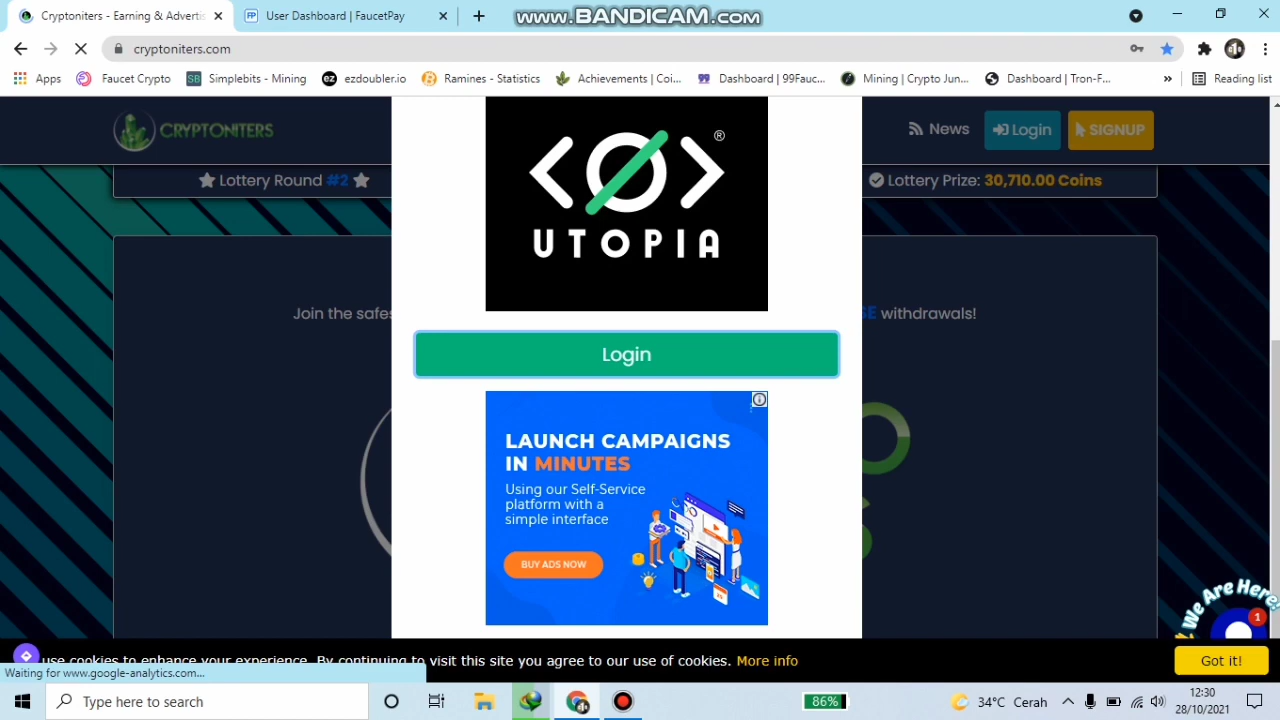 Cryptoniters - Earning & Advertis
User Dashboard | FaucetPay
www.BANDICAM.com
cryptoniters.com
Apps
Faucet Crypto
Simplebits - Mining
ezdoubler.io
Ramines - Statistics
Achievements | Coi...
Dashboard | 99Fauc...
Mining | Crypto Jun...
Dashboard | Tron-F...
»
Reading list
CRYPTONITERS
News
Login
SIGNUP
Lottery Round #2
Lottery Prize: 30,710.00 Coins
UTOPIA
®
Join the safes
withdrawals!
Login
LAUNCH CAMPAIGNS
IN MINUTES
Using our Self-Service
platform with a
simple interface
BUY ADS NOW
We Are Here!
1
use cookies to enhance your experience. By continuing to visit this site you agree to our use of cookies. More info
Got it!
Waiting for www.google-analytics.com...
Type here to search
86%
34°C Cerah
12:30
28/10/2021